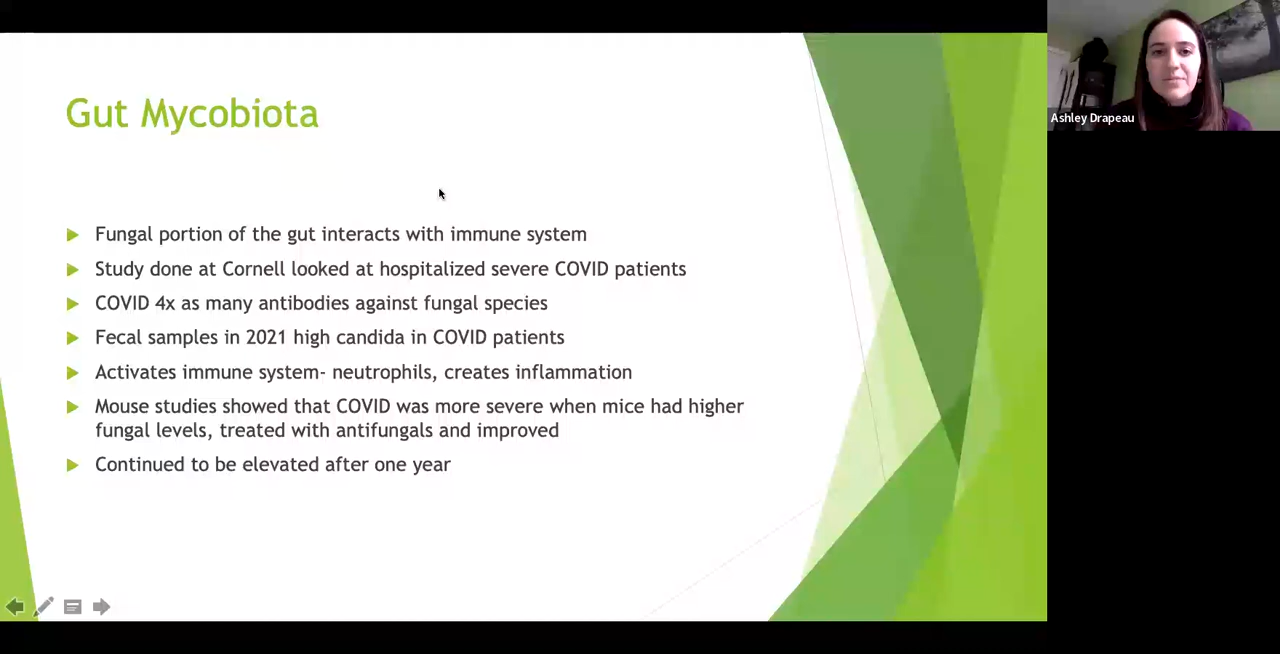 Gut Mycobiota
Fungal portion of the gut interacts with immune system
Study done at Cornell looked at hospitalized severe COVID patients
COVID 4x as many antibodies against fungal species
Fecal samples in 2021 high candida in COVID patients
Activates immune system- neutrophils, creates inflammation
Mouse studies showed that COVID was more severe when mice had higher
fungal levels, treated with antifungals and improved
Continued to be elevated after one year
Ashley Drapeau